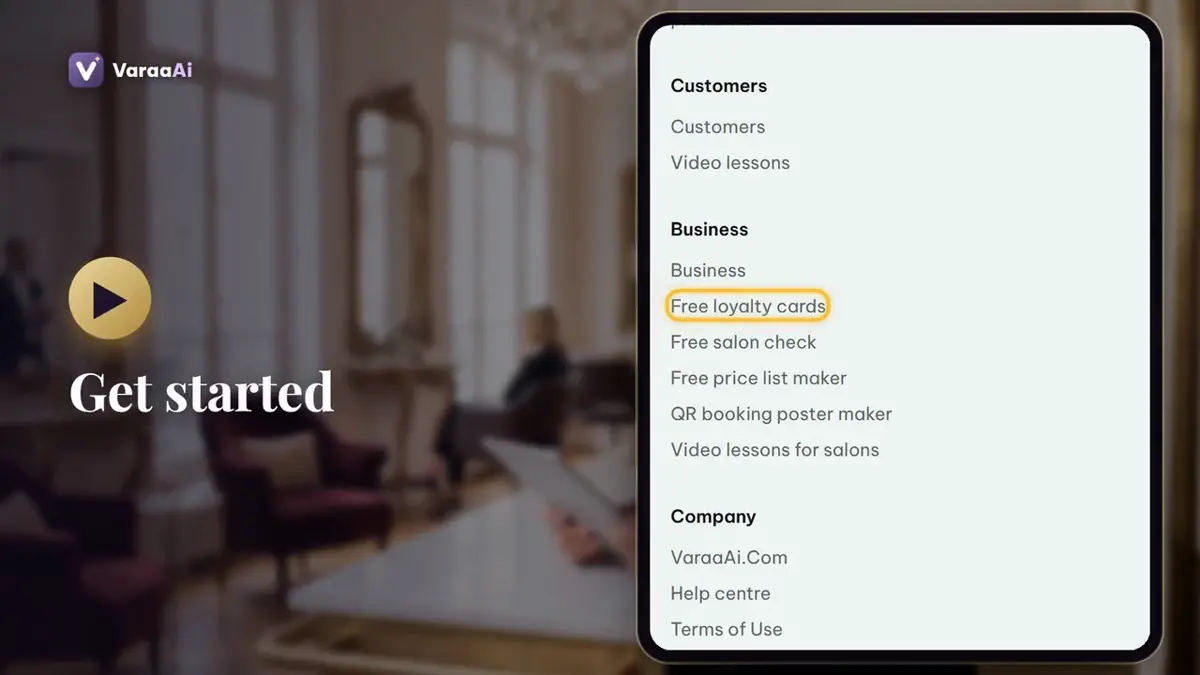 VaraaAi
Get started
Customers
Customers
Video lessons
Business
Business
Free loyalty cards
Free salon check
Free price list maker
QR booking poster maker
Video lessons for salons
Company
VaraaAi.Com
Help centre
Terms of Use